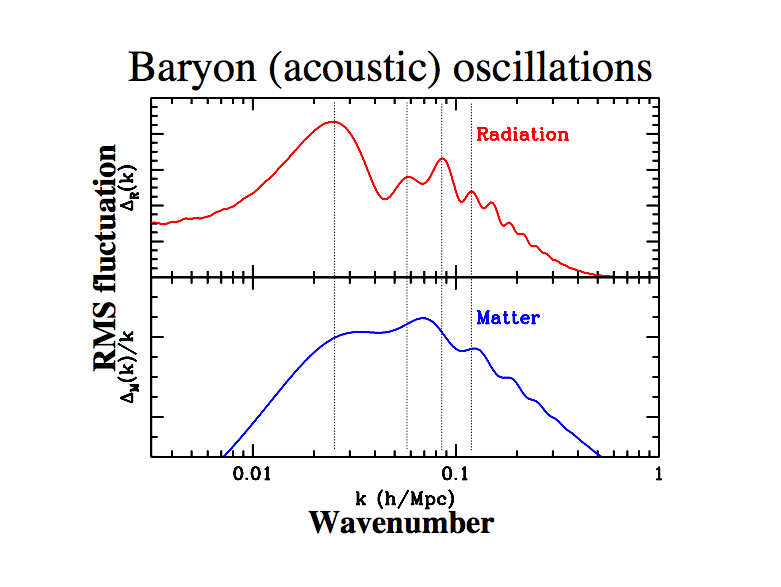 Baryon (acoustic) oscillations
RMS fluctuation
Δ_R(k)
Radiation
Δ_M(k)/k
Matter
0.01 0.1 1
k (h/Mpc)
Wavenumber